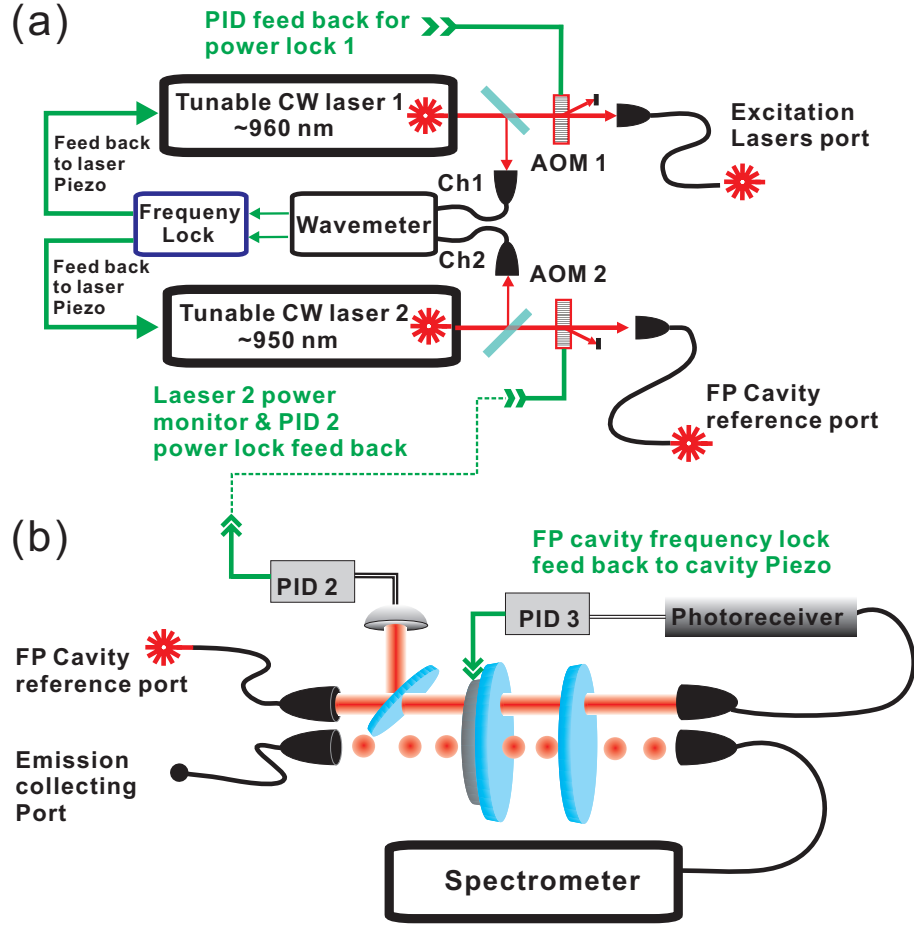 (a)
PID feed back for
power lock 1
Tunable CW laser 1
~960 nm
Excitation
Lasers port
Feed back
to laser
Piezo
AOM 1
Ch1
Frequeny
Lock
Wavemeter
Ch2
AOM 2
Feed back
to laser
Piezo
Tunable CW laser 2
~950 nm
Laeser 2 power
monitor & PID 2
power lock feed back
FP Cavity
reference port
(b)
FP cavity frequency lock
feed back to cavity Piezo
PID 2
PID 3
Photoreceiver
FP Cavity
reference port
Emission
collecting
Port
Spectrometer